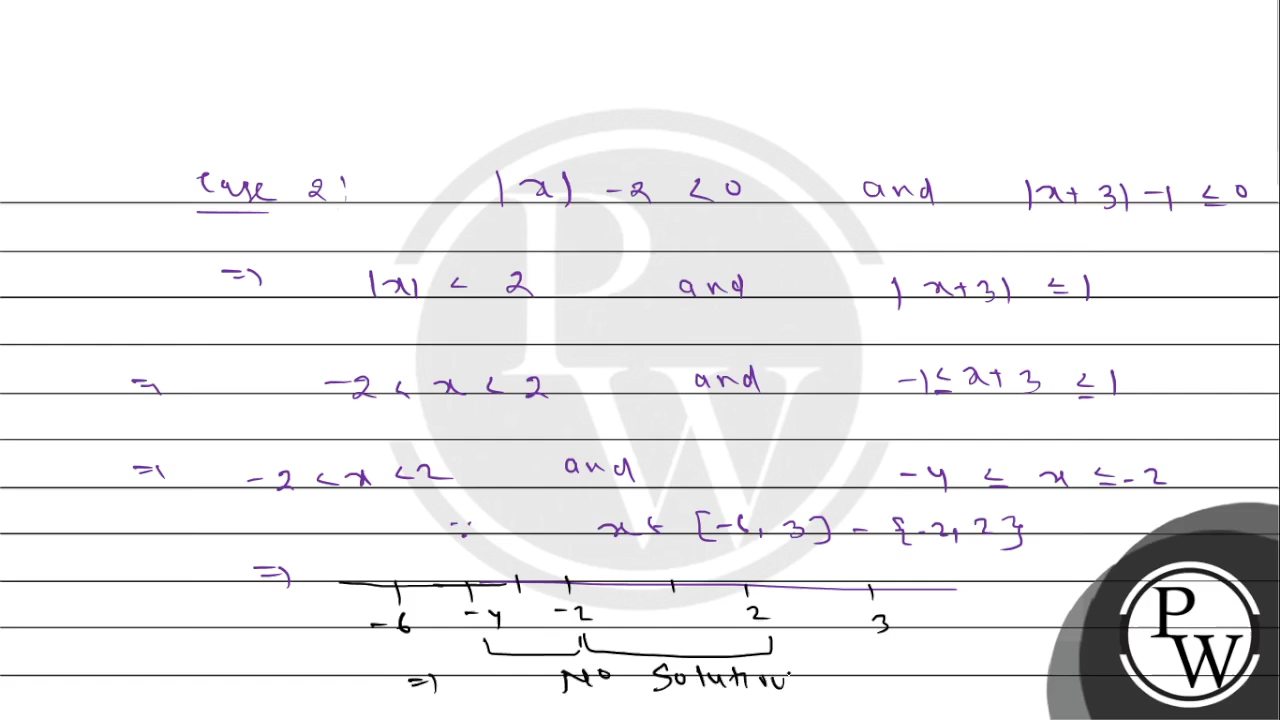 Case 2: |x| - 2 < 0 and |x + 3| - 1 ≤ 0
⇒ |x| < 2 and |x+3| ≤ 1
⇒ -2 < x < 2 and -1 ≤ x + 3 ≤ 1
⇒ -2 < x < 2 and -4 ≤ x ≤ -2
∵ x ∈ [-6, 3] - {-2, 2}
⇒
-6 -4 -2 2 3
⇒ No Solution
P
W
P
W